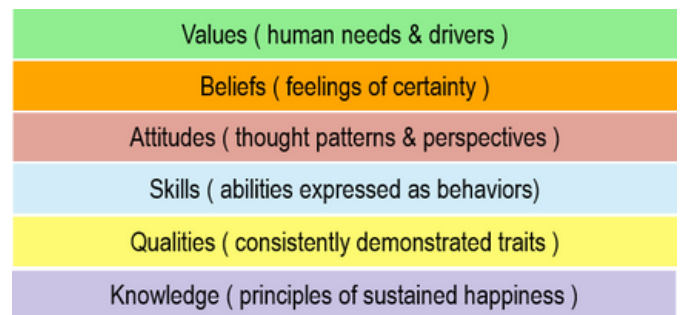 Values ( human needs & drivers )
Beliefs ( feelings of certainty )
Attitudes ( thought patterns & perspectives )
Skills ( abilities expressed as behaviors)
Qualities ( consistently demonstrated traits )
Knowledge ( principles of sustained happiness )